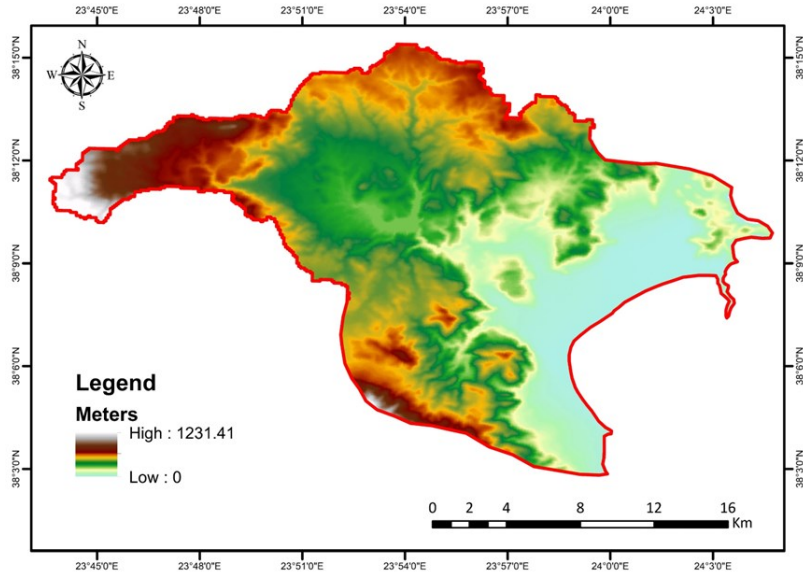 23°45'0"E 23°48'0"E 23°51'0"E 23°54'0"E 23°57'0"E 24°0'0"E 24°3'0"E
38°15'0"N 38°15'0"N
N
W E
S
38°12'0"N 38°12'0"N
38°9'0"N 38°9'0"N
38°6'0"N 38°6'0"N
Legend
Meters
High : 1231.41
Low : 0
38°3'0"N 38°3'0"N
0 2 4 8 12 16
Km
23°45'0"E 23°48'0"E 23°51'0"E 23°54'0"E 23°57'0"E 24°0'0"E 24°3'0"E